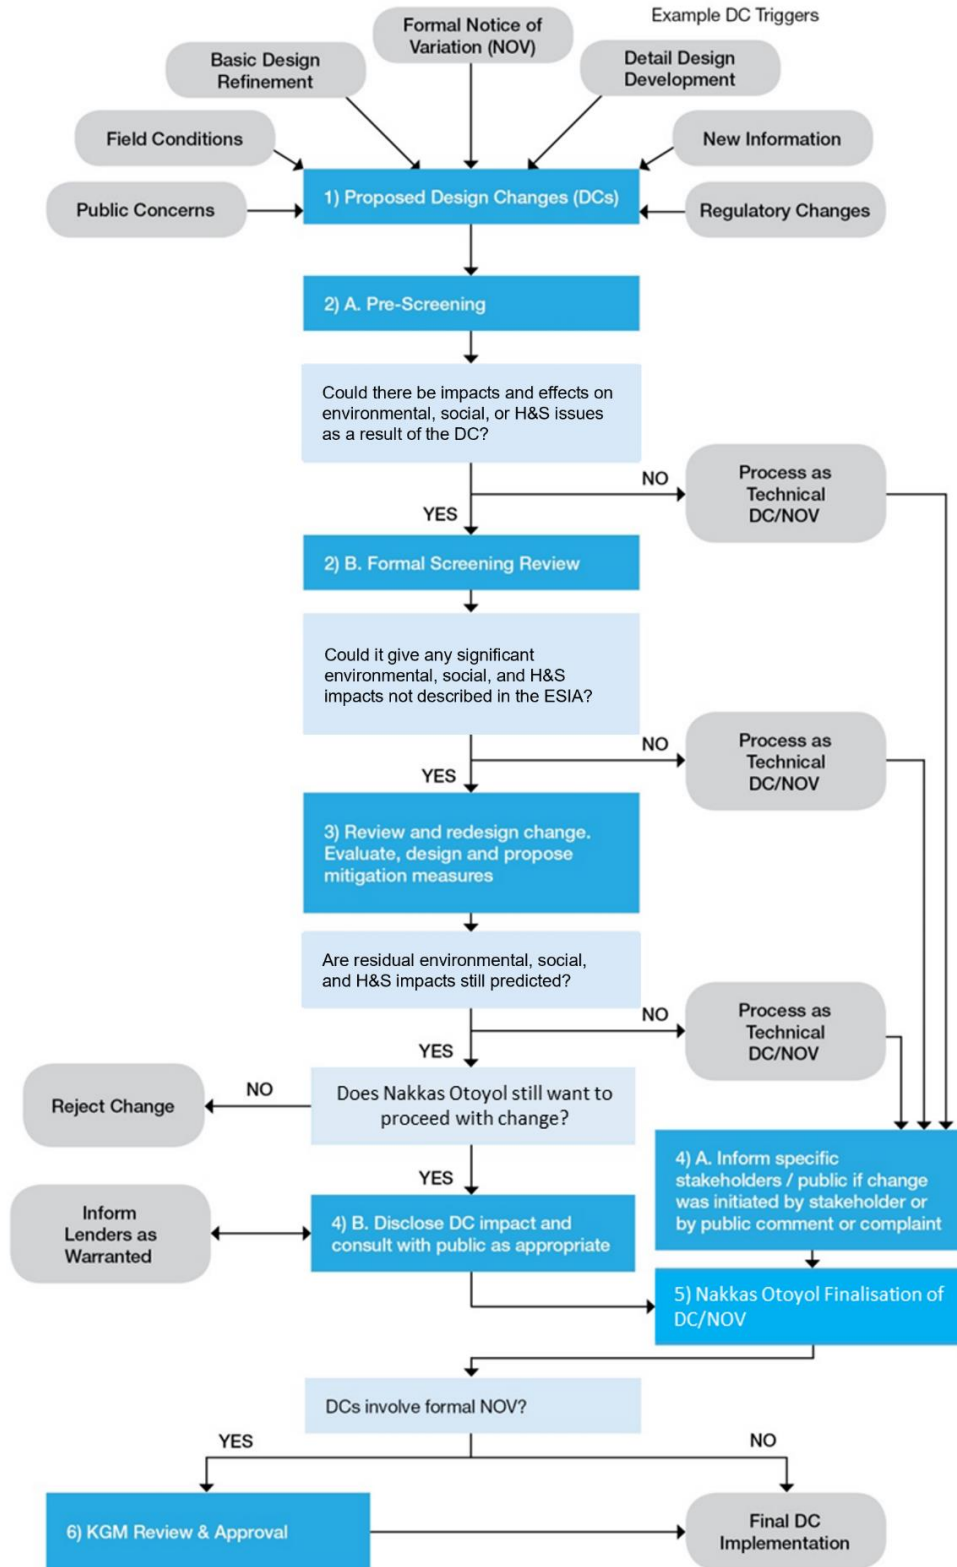 Example DC Triggers
Formal Notice of
Variation (NOV)
Basic Design
Refinement
Detail Design
Development
Field Conditions
New Information
Public Concerns
1) Proposed Design Changes (DCs)
Regulatory Changes
2) A. Pre-Screening
Could there be impacts and effects on
environmental, social, or H&S issues
as a result of the DC?
NO
Process as
Technical
DC/NOV
YES
2) B. Formal Screening Review
Could it give any significant
environmental, social, and H&S
impacts not described in the ESIA?
NO
Process as
Technical
DC/NOV
YES
3) Review and redesign change.
Evaluate, design and propose
mitigation measures
Are residual environmental, social,
and H&S impacts still predicted?
NO
Process as
Technical
DC/NOV
YES
Does Nakkas Otoyol still want to
proceed with change?
NO
Reject Change
YES
4) A. Inform specific
stakeholders / public if change
was initiated by stakeholder or
by public comment or complaint
Inform
Lenders as
Warranted
4) B. Disclose DC impact and
consult with public as appropriate
5) Nakkas Otoyol Finalisation of
DC/NOV
DCs involve formal NOV?
YES
NO
6) KGM Review & Approval
Final DC
Implementation